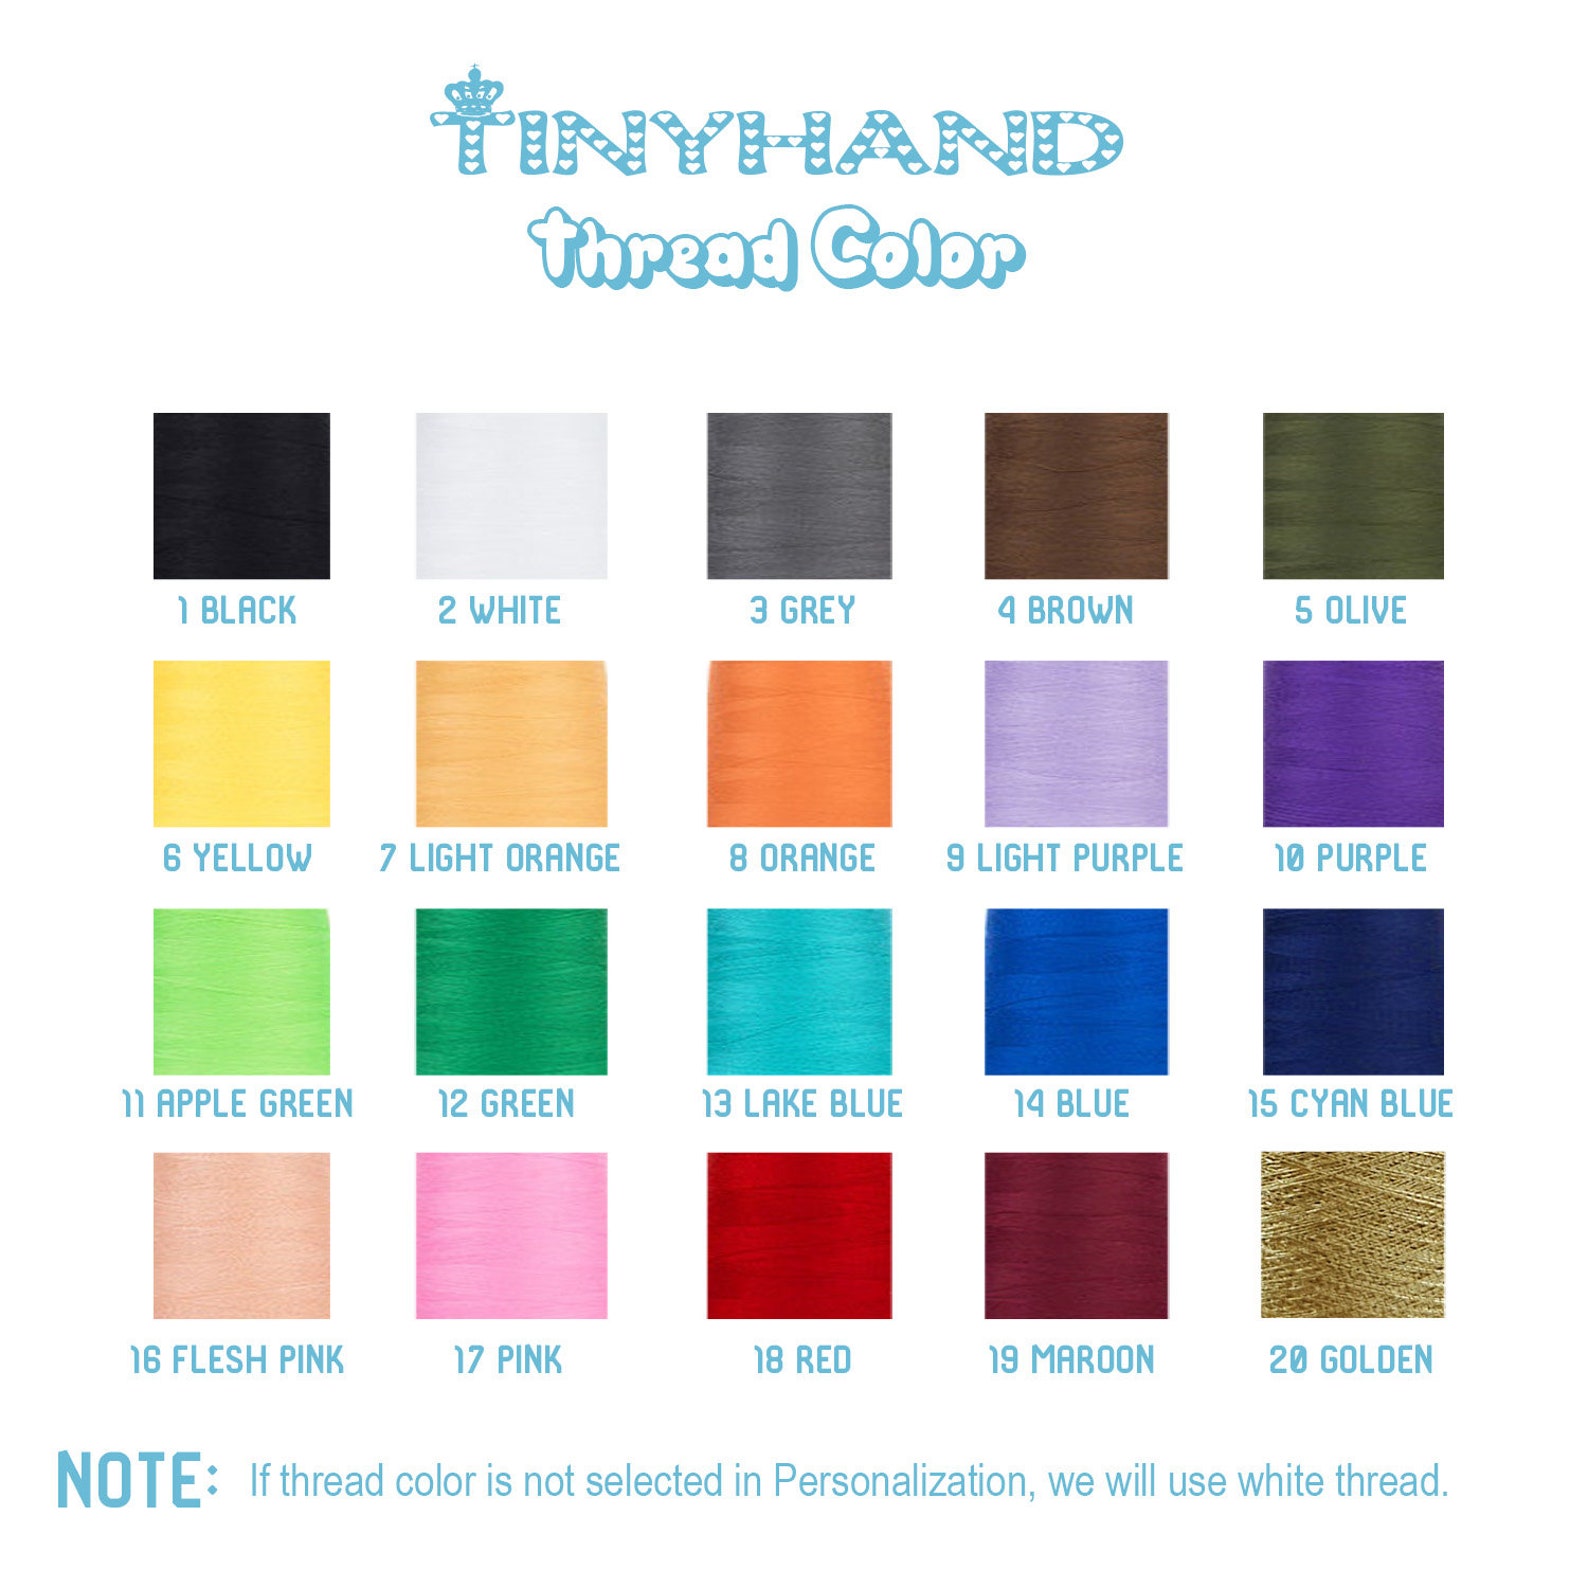 TINYHAND
Thread Color
1 BLACK
2 WHITE
3 GREY
4 BROWN
5 OLIVE
6 YELLOW
7 LIGHT ORANGE
8 ORANGE
9 LIGHT PURPLE
10 PURPLE
11 APPLE GREEN
12 GREEN
13 LAKE BLUE
14 BLUE
15 CYAN BLUE
16 FLESH PINK
17 PINK
18 RED
19 MAROON
20 GOLDEN
NOTE: If thread color is not selected in Personalization, we will use white thread.